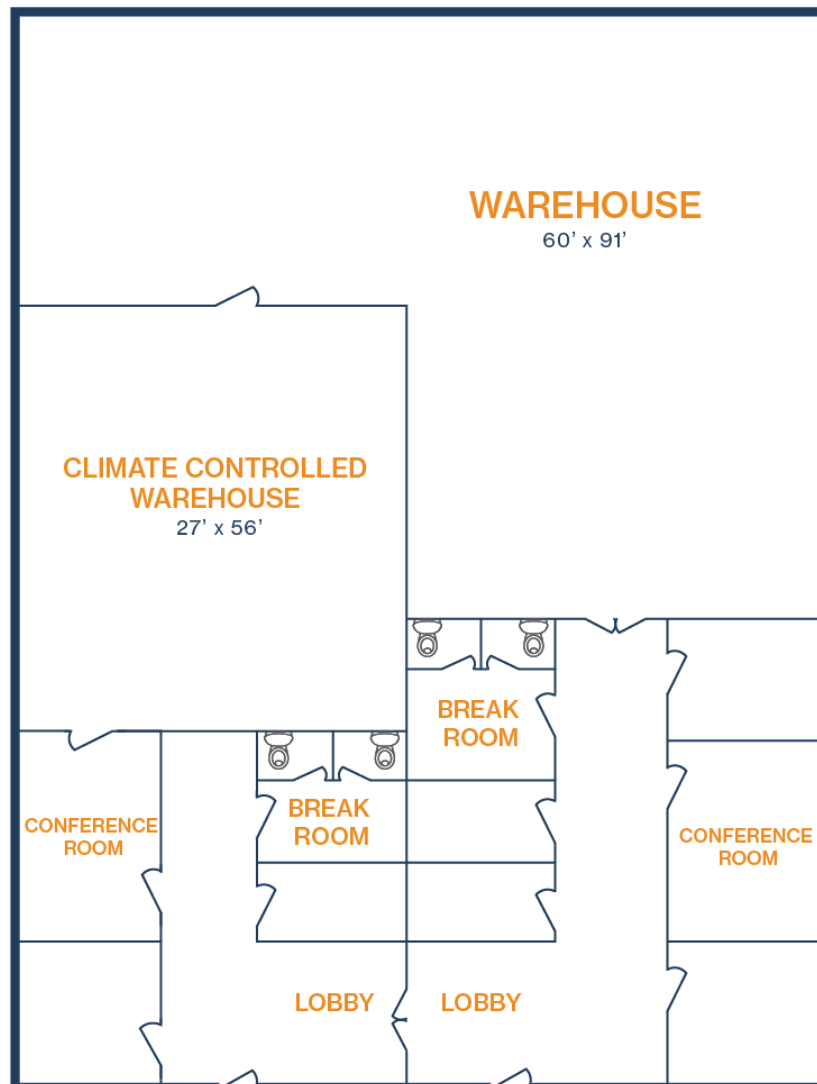 WAREHOUSE
60’ x 91’
CLIMATE CONTROLLED
WAREHOUSE
27’ x 56’
BREAK
ROOM
BREAK
ROOM
CONFERENCE
ROOM
CONFERENCE
ROOM
LOBBY
LOBBY